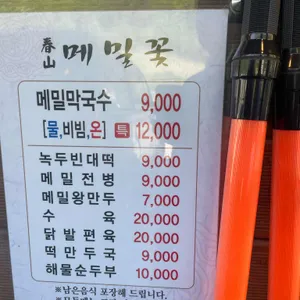 春山 메밀꽃
메밀막국수 9,000
[물,비빔,온] 특 12,000
녹두빈대떡 9,000
메밀전병 9,000
메밀왕만두 7,000
수육 20,000
닭발편육 20,000
떡만두국 9,000
해물순두부 10,000
※남은음식 포장해 드립니다.